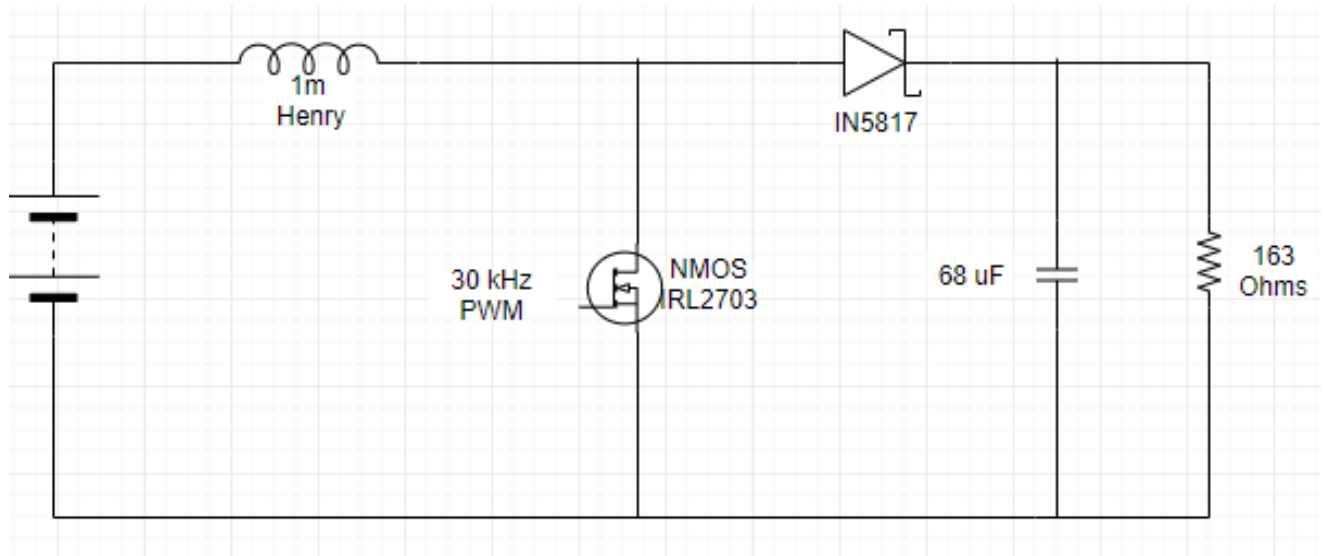 1m
Henry
IN5817
30 kHz
PWM
NMOS
IRL2703
68 uF
163
Ohms